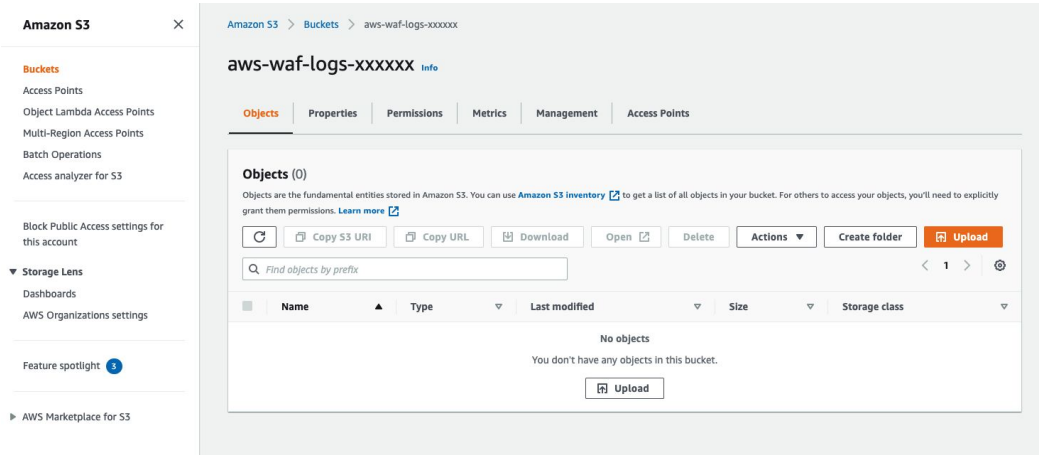 Amazon S3
Buckets
Access Points
Object Lambda Access Points
Multi-Region Access Points
Batch Operations
Access analyzer for S3
Block Public Access settings for
this account
Storage Lens
Dashboards
AWS Organizations settings
Feature spotlight 3
AWS Marketplace for S3
Amazon S3 > Buckets > aws-waf-logs-xxxxxx
aws-waf-logs-xxxxxx Info
Objects Properties Permissions Metrics Management Access Points
Objects (0)
Objects are the fundamental entities stored in Amazon S3. You can use Amazon S3 inventory to get a list of all objects in your bucket. For others to access your objects, you'll need to explicitly
grant them permissions. Learn more
Copy S3 URI Copy URL Download Open Delete Actions Create folder Upload
Find objects by prefix
< 1 >
Name Type Last modified Size Storage class
No objects
You don't have any objects in this bucket.
Upload